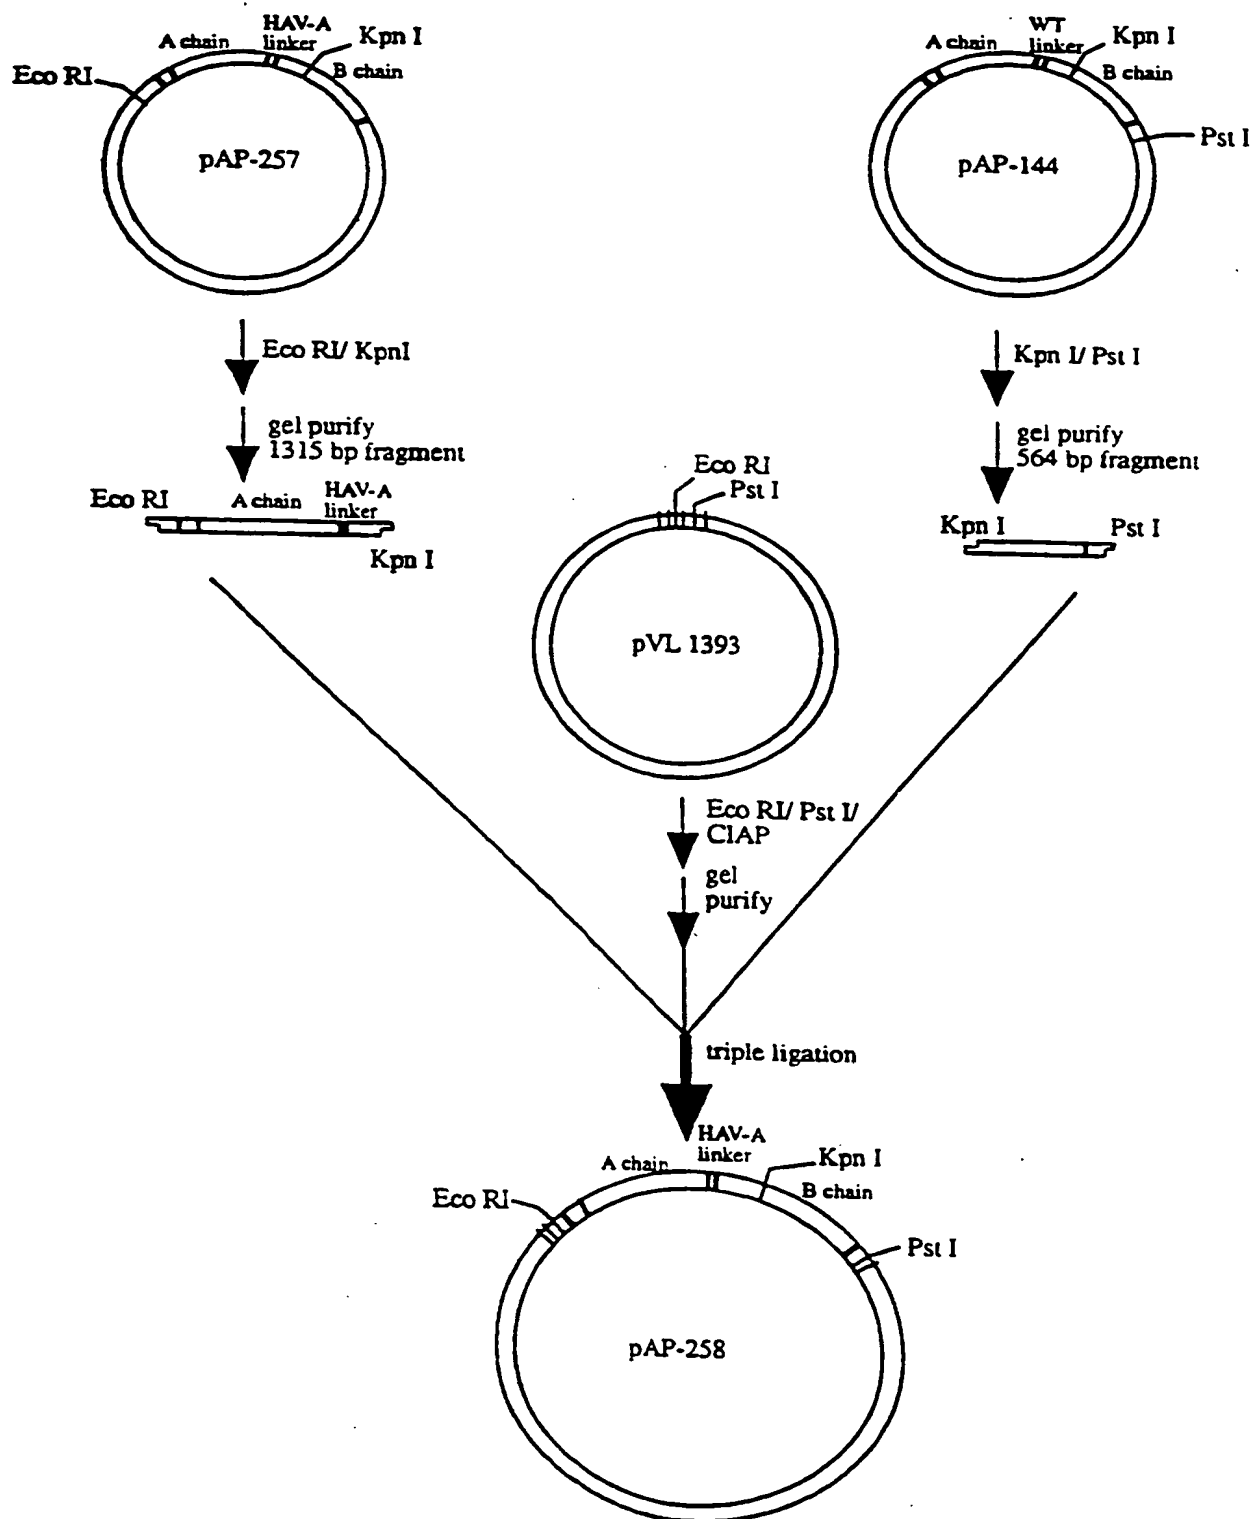 A chain
HAV-A
linker
Kpn I
Eco RI
B chain
pAP-257
A chain
WT
linker
Kpn I
B chain
Pst I
pAP-144
Eco RI/ KpnI
gel purify
1315 bp fragment
Kpn I/ Pst I
gel purify
564 bp fragment
Eco RI
A chain
HAV-A
linker
Kpn I
Eco RI
Pst I
Kpn I
Pst I
pVL 1393
Eco RI/ Pst I/
CIAP
gel
purify
triple ligation
HAV-A
linker
A chain
Kpn I
Eco RI
B chain
Pst I
pAP-258